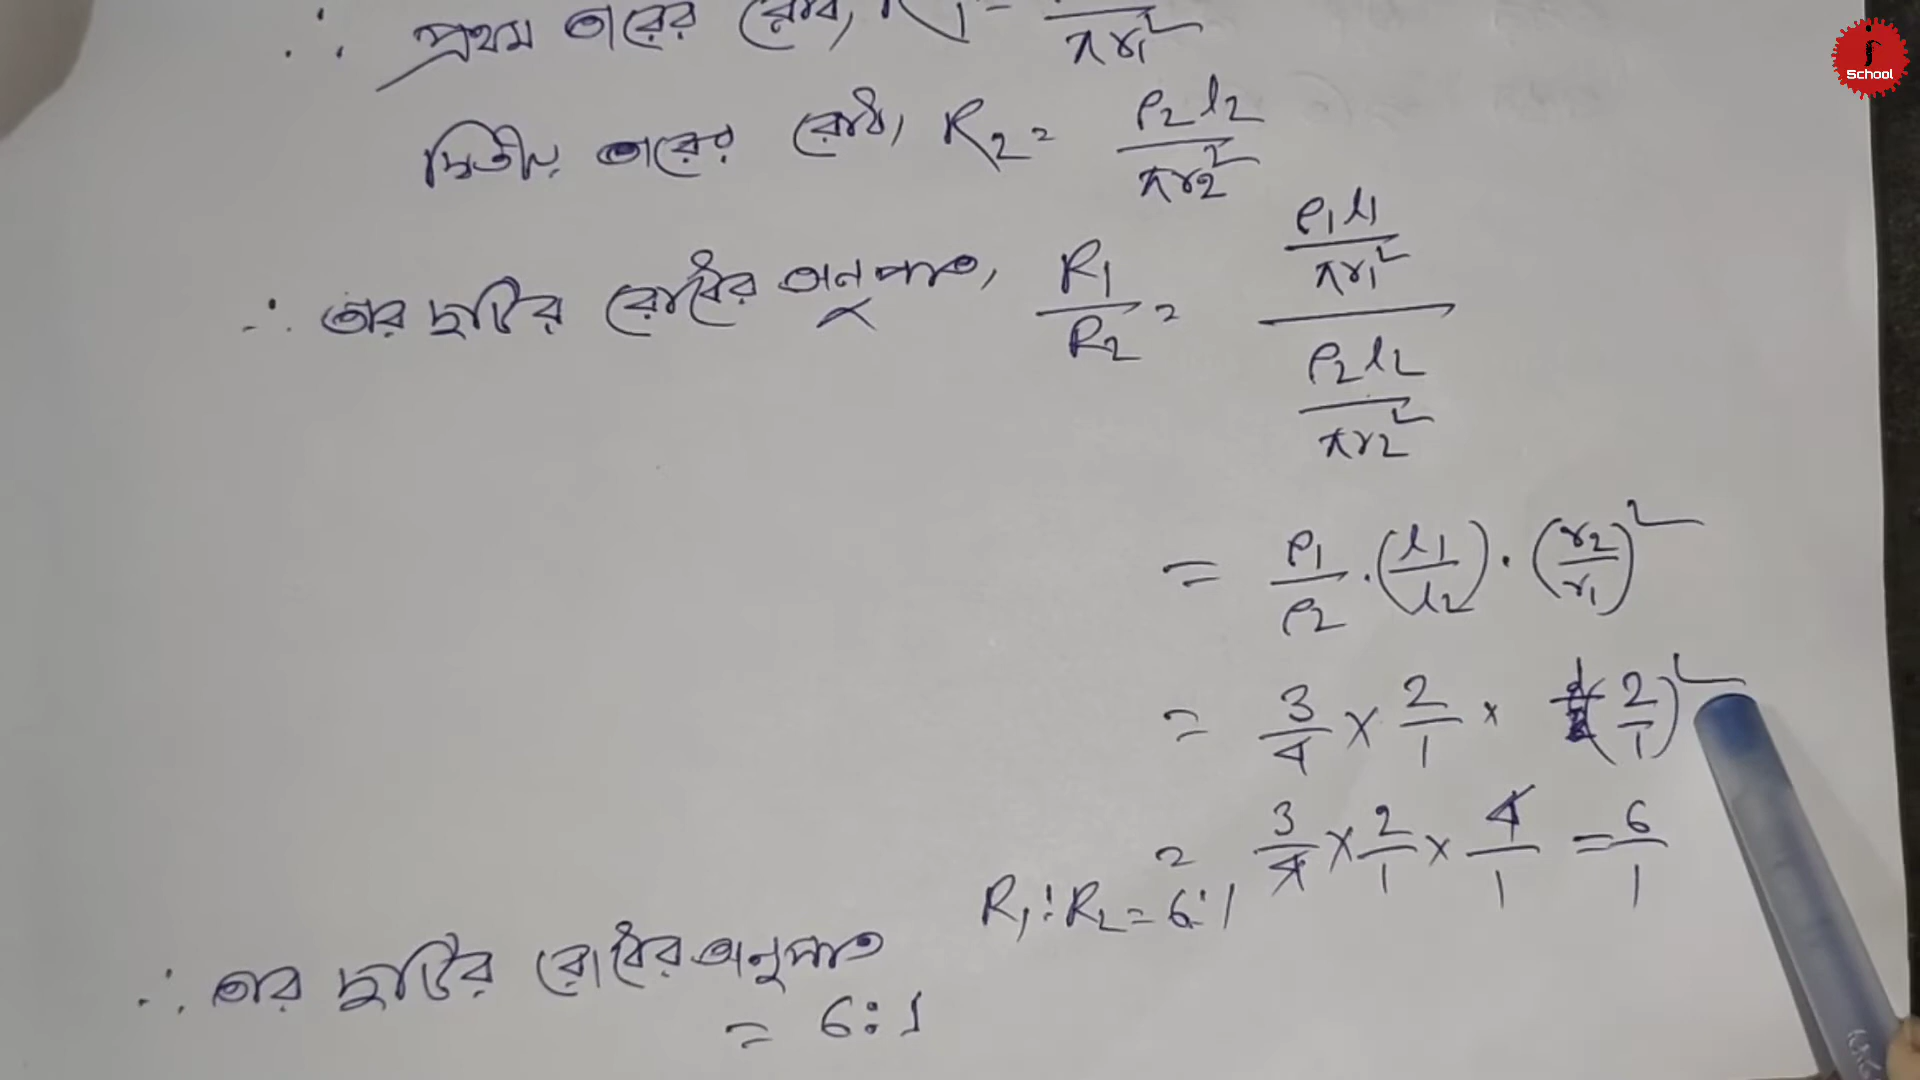 ∴ প্রথম তারের রোধ, R₁ = /πr₁²
দ্বিতীয় তারের রোধ, R₂ = ρ₂l₂/πr₂²
∴ তার দুটির রোধের অনুপাত, R₁/R₂ = (ρ₁l₁/πr₁²)/(ρ₂l₂/πr₂²)
= ρ₁/ρ₂ · (l₁/l₂) · (r₂/r₁)²
= 3/4 × 2/1 × (2/1)²
= 3/4 × 2/1 × 4/1 = 6/1
R₁:R₂ = 6:1
∴ তার দুটির রোধের অনুপাত
= 6:1
School